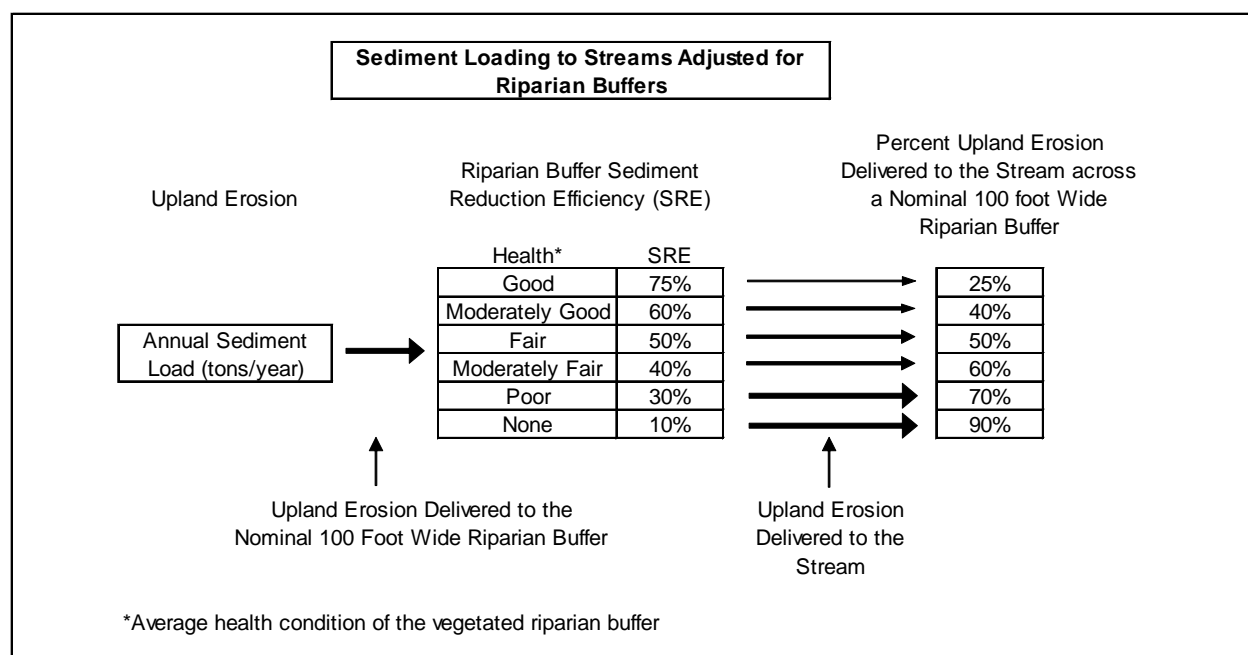 Sediment Loading to Streams Adjusted for
Riparian Buffers
Upland Erosion
Riparian Buffer Sediment
Reduction Efficiency (SRE)
Percent Upland Erosion
Delivered to the Stream across
a Nominal 100 foot Wide
Riparian Buffer
Annual Sediment
Load (tons/year)
Health* SRE
Good 75% 25%
Moderately Good 60% 40%
Fair 50% 50%
Moderately Fair 40% 60%
Poor 30% 70%
None 10% 90%
Upland Erosion Delivered to the
Nominal 100 Foot Wide Riparian Buffer
Upland Erosion
Delivered to the
Stream
*Average health condition of the vegetated riparian buffer